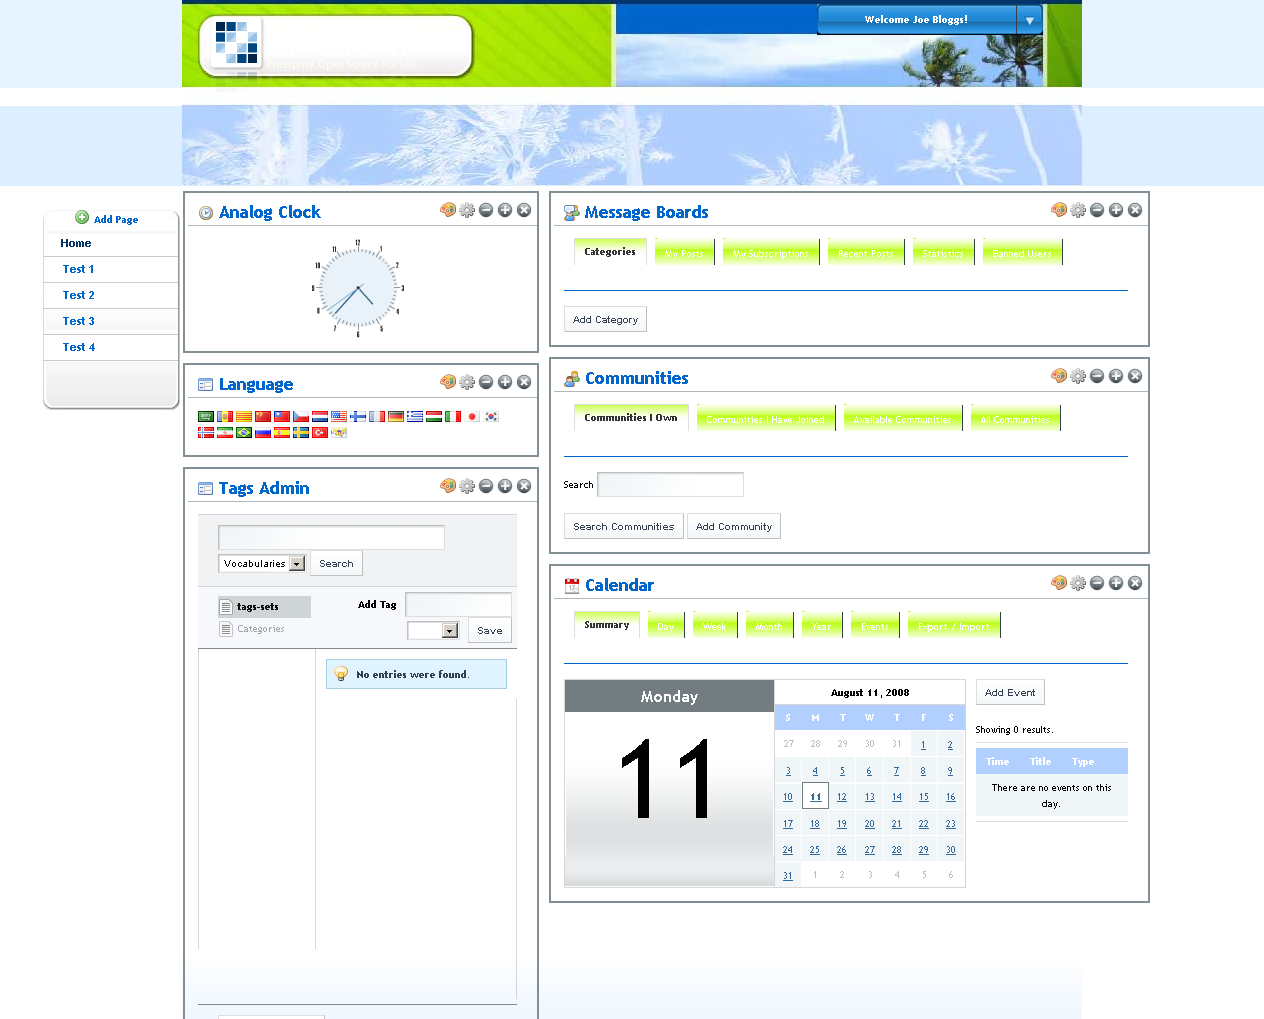 Welcome Joe Bloggs!
Enterprise. Open Source. For Life.
Add Page
Home
Test 1
Test 2
Test 3
Test 4
Analog Clock
12
1
2
3
4
5
6
7
8
9
10
11
Language
Tags Admin
Vocabularies
Search
tags-sets
Categories
Add Tag
Save
No entries were found.
Message Boards
Categories My Posts My Subscriptions Recent Posts Statistics Banned Users
Add Category
Communities
Communities I Own Communities I Have Joined Available Communities All Communities
Search
Search Communities Add Community
Calendar
Summary Day Week Month Year Events Export / Import
Monday
11
August 11, 2008
S M T W T F S
27 28 29 30 31 1 2
3 4 5 6 7 8 9
10 11 12 13 14 15 16
17 18 19 20 21 22 23
24 25 26 27 28 29 30
31 1 2 3 4 5 6
Add Event
Showing 0 results.
Time Title Type
There are no events on this
day.